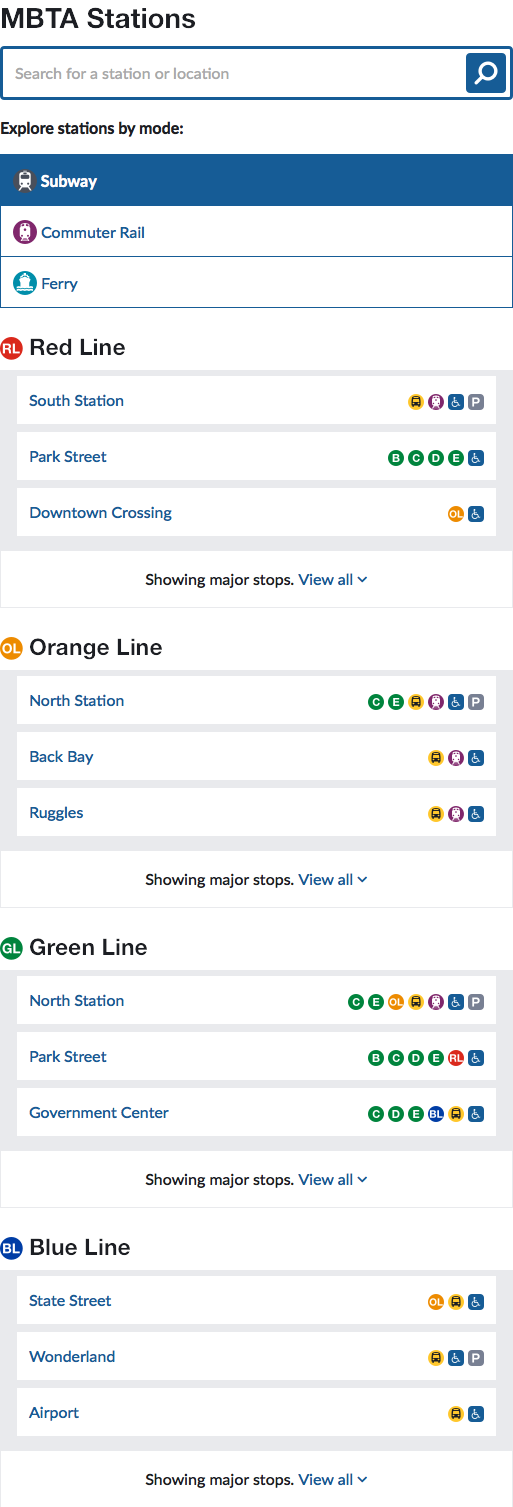 MBTA Stations
Search for a station or location
Explore stations by mode:
Subway
Commuter Rail
Ferry
RL Red Line
South Station P
Park Street B C D E
Downtown Crossing OL
Showing major stops. View all
OL Orange Line
North Station C E P
Back Bay
Ruggles
Showing major stops. View all
GL Green Line
North Station C E OL P
Park Street B C D E RL
Government Center C D E BL
Showing major stops. View all
BL Blue Line
State Street OL
Wonderland P
Airport
Showing major stops. View all